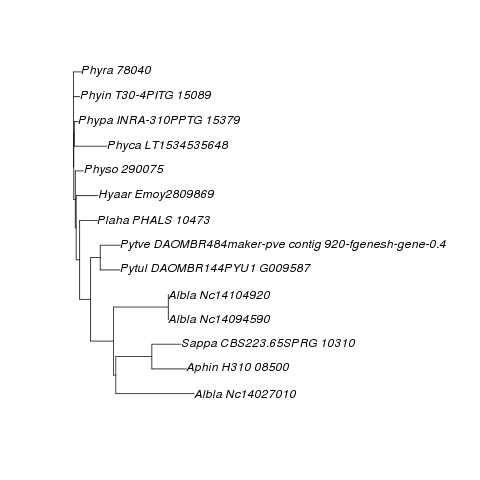 Phyra 78040
Phyin T30-4PITG 15089
Phypa INRA-310PPTG 15379
Phyca LT1534535648
Physo 290075
Hyaar Emoy2809869
Plaha PHALS 10473
Pytve DAOMBR484maker-pve contig 920-fgenesh-gene-0.4
Pytul DAOMBR144PYU1 G009587
Albla Nc14104920
Albla Nc14094590
Sappa CBS223.65SPRG 10310
Aphin H310 08500
Albla Nc14027010